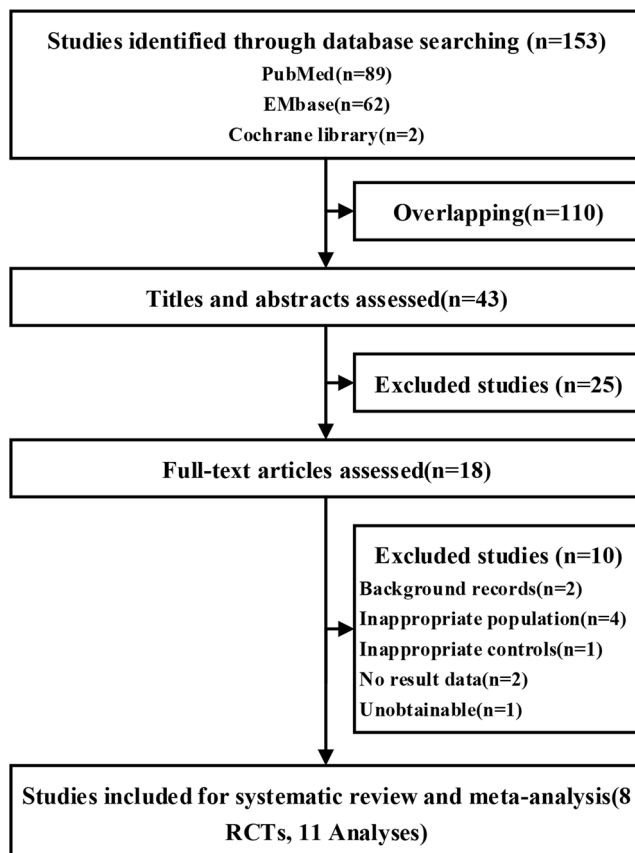 Studies identified through database searching (n=153)
PubMed(n=89)
EMbase(n=62)
Cochrane library(n=2)
Overlapping(n=110)
Titles and abstracts assessed(n=43)
Excluded studies (n=25)
Full-text articles assessed(n=18)
Excluded studies (n=10)
Background records(n=2)
Inappropriate population(n=4)
Inappropriate controls(n=1)
No result data(n=2)
Unobtainable(n=1)
Studies included for systematic review and meta-analysis(8
RCTs, 11 Analyses)